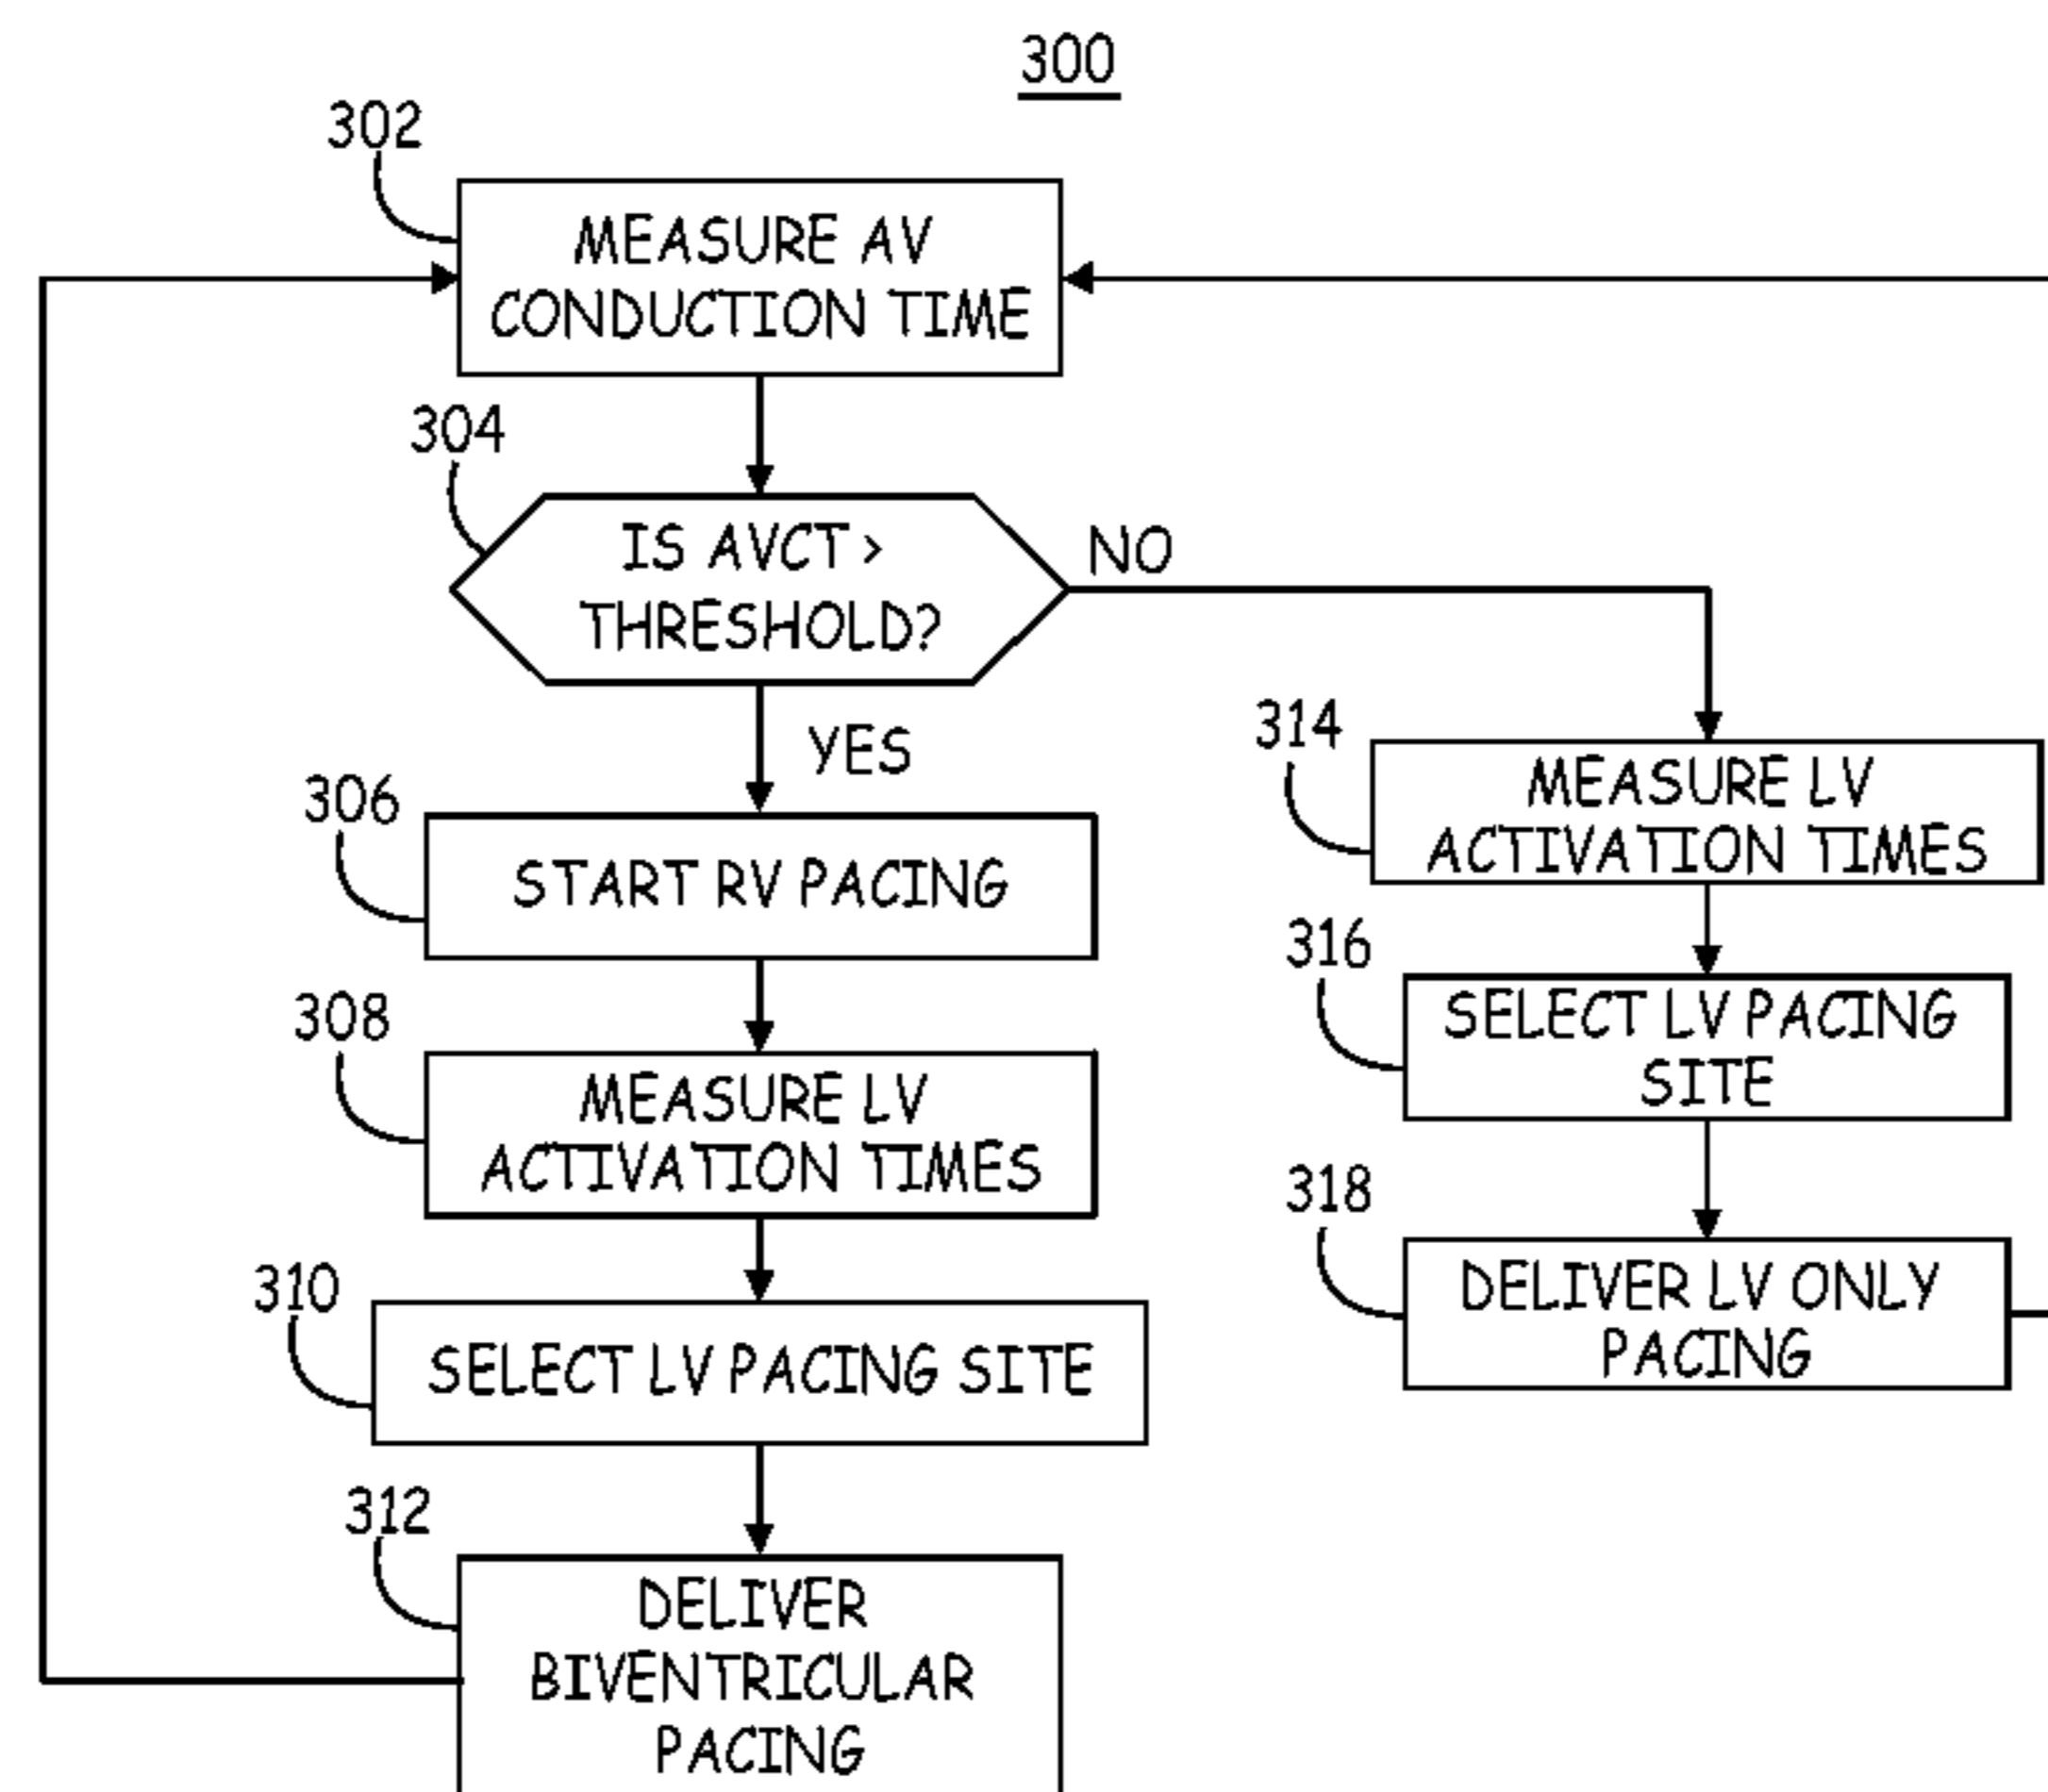 300
302
MEASURE AV
CONDUCTION TIME
304
IS AVCT >
THRESHOLD?
NO
YES
306
START RV PACING
308
MEASURE LV
ACTIVATION TIMES
310
SELECT LV PACING SITE
312
DELIVER
BIVENTRICULAR
PACING
314
MEASURE LV
ACTIVATION TIMES
316
SELECT LV PACING
SITE
318
DELIVER LV ONLY
PACING